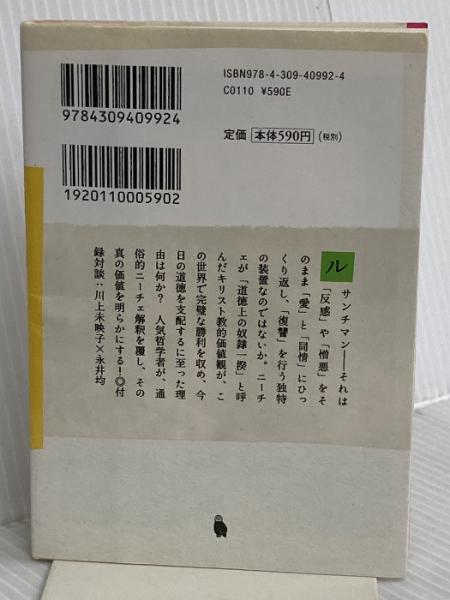 ISBN978-4-309-40992-4
C0110 ¥590E
定価 本体590円 (税別)
9784309409924
1920110005902
ルサンチマン——それは
「反感」や「憎悪」をそ
のまま「愛」と「同情」にひっ
くり返し、「復讐」を行う独特
の装置なのではないか。ニーチ
ェが「道徳上の奴隷一揆」と呼
んだキリスト教的価値観が、こ
の世界で完璧な勝利を収め、今
日の道徳を支配するに至った理
由は何か？ 人気哲学者が、通
俗的ニーチェ解釈を覆し、その
真の価値を明らかにする！◎付
録対談：川上未映子×永井均